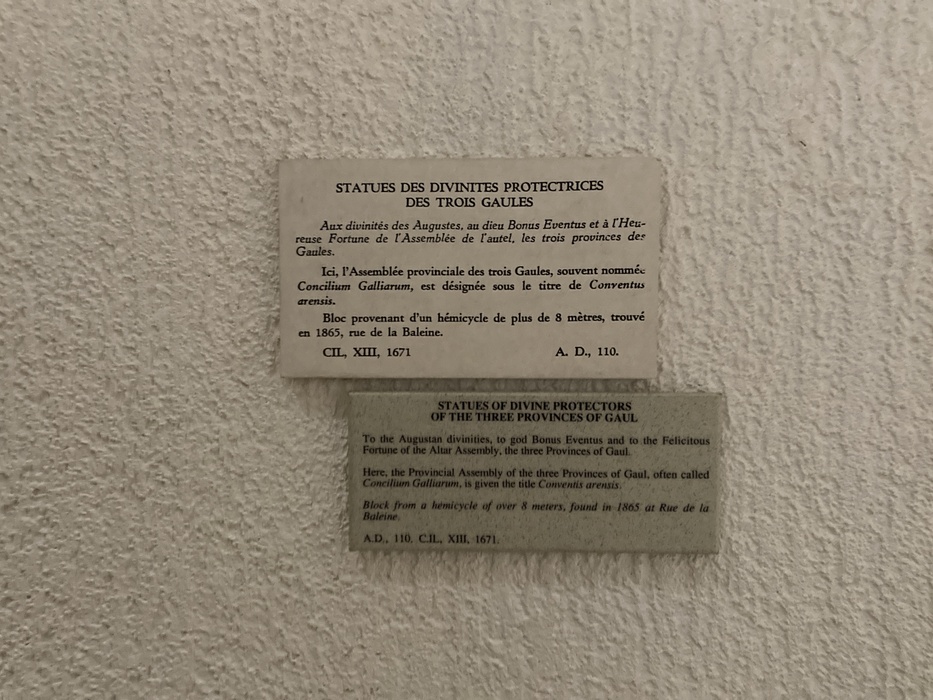 STATUES DES DIVINITES PROTECTRICES
DES TROIS GAULES
Aux divinités des Augustes, au dieu Bonus Eventus et à l'Heu-
reuse Fortune de l'Assemblée de l'autel, les trois provinces des
Gaules.
Ici, l'Assemblée provinciale des trois Gaules, souvent nommée
Concilium Galliarum, est désignée sous le titre de Conventus
arensis.
Bloc provenant d'un hémicycle de plus de 8 mètres, trouvé
en 1865, rue de la Baleine.
CIL, XIII, 1671 A. D., 110.
STATUES OF DIVINE PROTECTORS
OF THE THREE PROVINCES OF GAUL
To the Augustan divinities, to god Bonus Eventus and to the Felicitous
Fortune of the Altar Assembly, the three Provinces of Gaul.
Here, the Provincial Assembly of the three Provinces of Gaul, often called
Concilium Galliarum, is given the title Conventis arensis.
Block from a hemicycle of over 8 meters, found in 1865 at Rue de la
Baleine.
A.D., 110. C.IL., XIII, 1671.